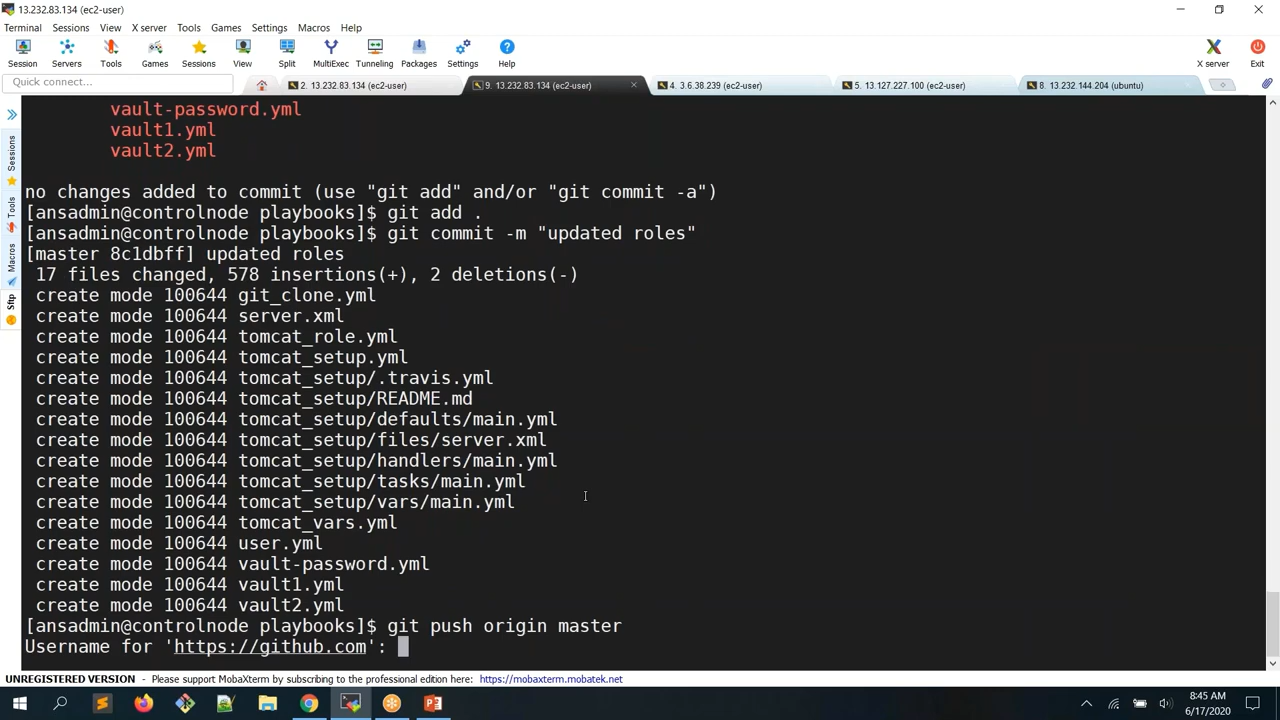 13.232.83.134 (ec2-user)
Terminal Sessions View X server Tools Games Settings Macros Help
Session Servers Tools Games Sessions View Split MultiExec Tunneling Packages Settings Help X server Exit
Quick connect...
2. 13.232.83.134 (ec2-user) 9. 13.232.83.134 (ec2-user) 4. 3.6.38.239 (ec2-user) 5. 13.127.227.100 (ec2-user) 8. 13.232.144.204 (ubuntu)
Sessions
Tools
Macros
Sftp
vault-password.yml
vault1.yml
vault2.yml
no changes added to commit (use "git add" and/or "git commit -a")
[ansadmin@controlnode playbooks]$ git add .
[ansadmin@controlnode playbooks]$ git commit -m "updated roles"
[master 8c1dbff] updated roles
17 files changed, 578 insertions(+), 2 deletions(-)
create mode 100644 git_clone.yml
create mode 100644 server.xml
create mode 100644 tomcat_role.yml
create mode 100644 tomcat_setup.yml
create mode 100644 tomcat_setup/.travis.yml
create mode 100644 tomcat_setup/README.md
create mode 100644 tomcat_setup/defaults/main.yml
create mode 100644 tomcat_setup/files/server.xml
create mode 100644 tomcat_setup/handlers/main.yml
create mode 100644 tomcat_setup/tasks/main.yml
create mode 100644 tomcat_setup/vars/main.yml
create mode 100644 tomcat_vars.yml
create mode 100644 user.yml
create mode 100644 vault-password.yml
create mode 100644 vault1.yml
create mode 100644 vault2.yml
[ansadmin@controlnode playbooks]$ git push origin master
Username for 'https://github.com':
UNREGISTERED VERSION - Please support MobaXterm by subscribing to the professional edition here: https://mobaxterm.mobatek.net
8:45 AM
6/17/2020